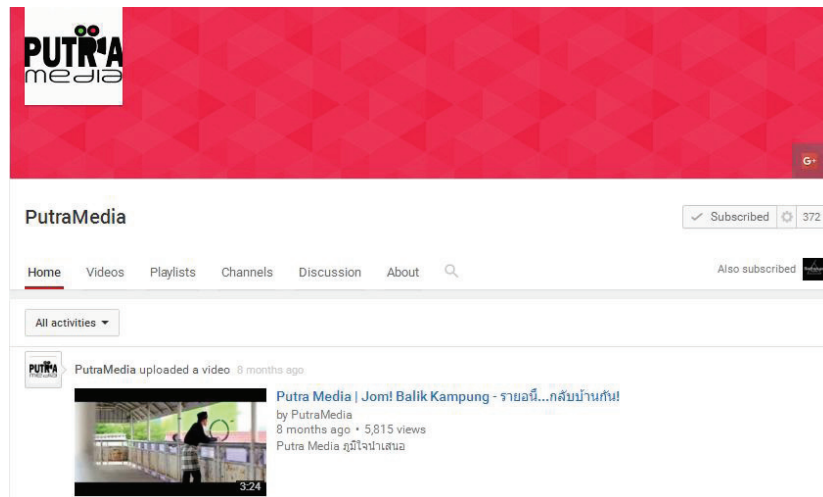 PUTRA
media
G+
PutraMedia
Subscribed 372
Home Videos Playlists Channels Discussion About
Also subscribed
All activities
PUTRA
media
PutraMedia uploaded a video 8 months ago
Putra Media | Jom! Balik Kampung - รายอนี้...กลับบ้านกัน!
by PutraMedia
8 months ago • 5,815 views
Putra Media ภูมิใจนำเสนอ
3:24